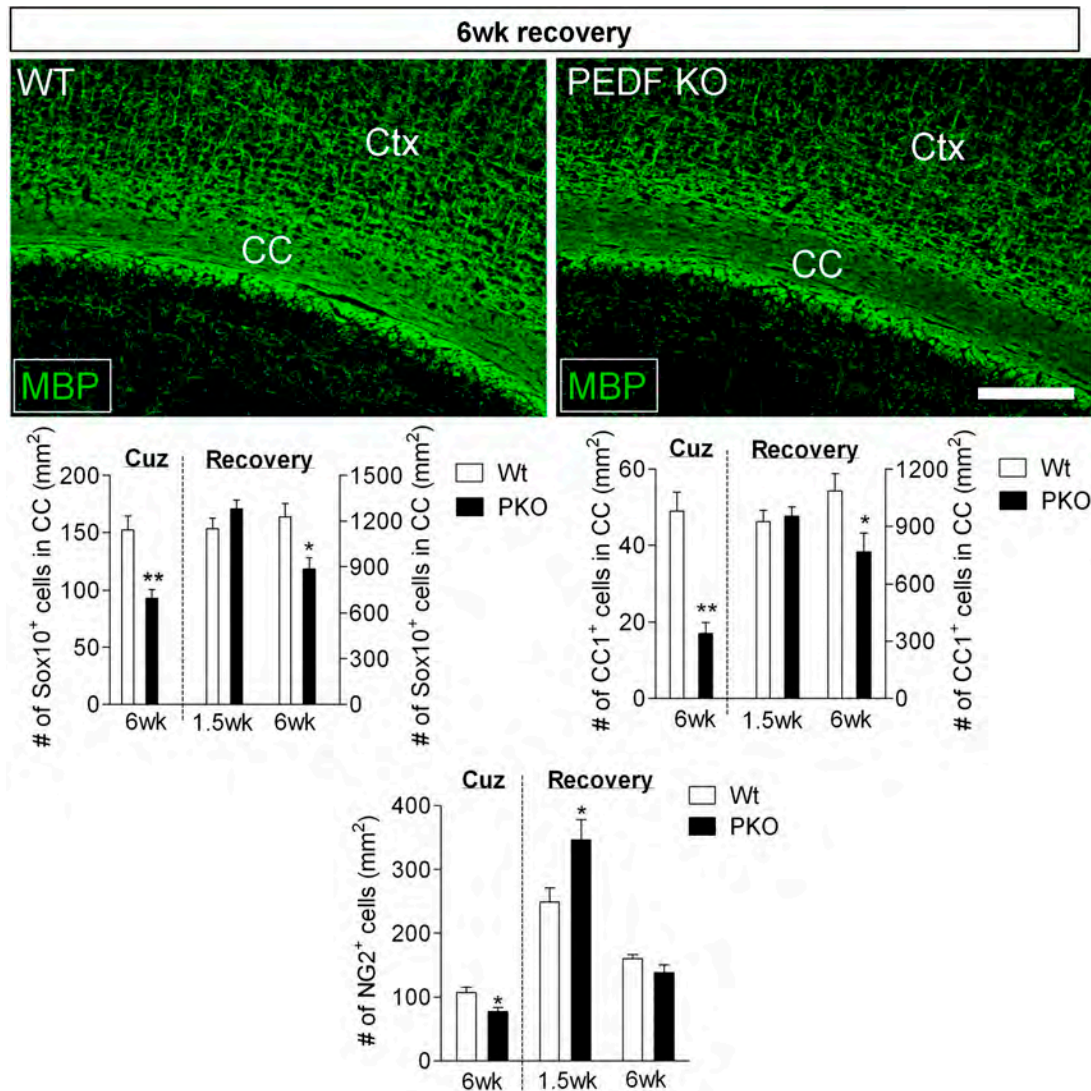 6wk recovery
WT
Ctx
CC
MBP
PEDF KO
Ctx
CC
MBP
# of Sox10⁺ cells in CC (mm²)
Cuz
Recovery
200
150
100
50
0
**
*
1500
1200
900
600
300
0
6wk
1.5wk
6wk
# of Sox10⁺ cells in CC (mm²)
Wt
PKO
# of CC1⁺ cells in CC (mm²)
Cuz
Recovery
60
40
20
0
**
*
1200
900
600
300
0
6wk
1.5wk
6wk
# of CC1⁺ cells in CC (mm²)
Wt
PKO
# of NG2⁺ cells (mm²)
Cuz
Recovery
400
300
200
100
0
*
*
6wk
1.5wk
6wk
Wt
PKO